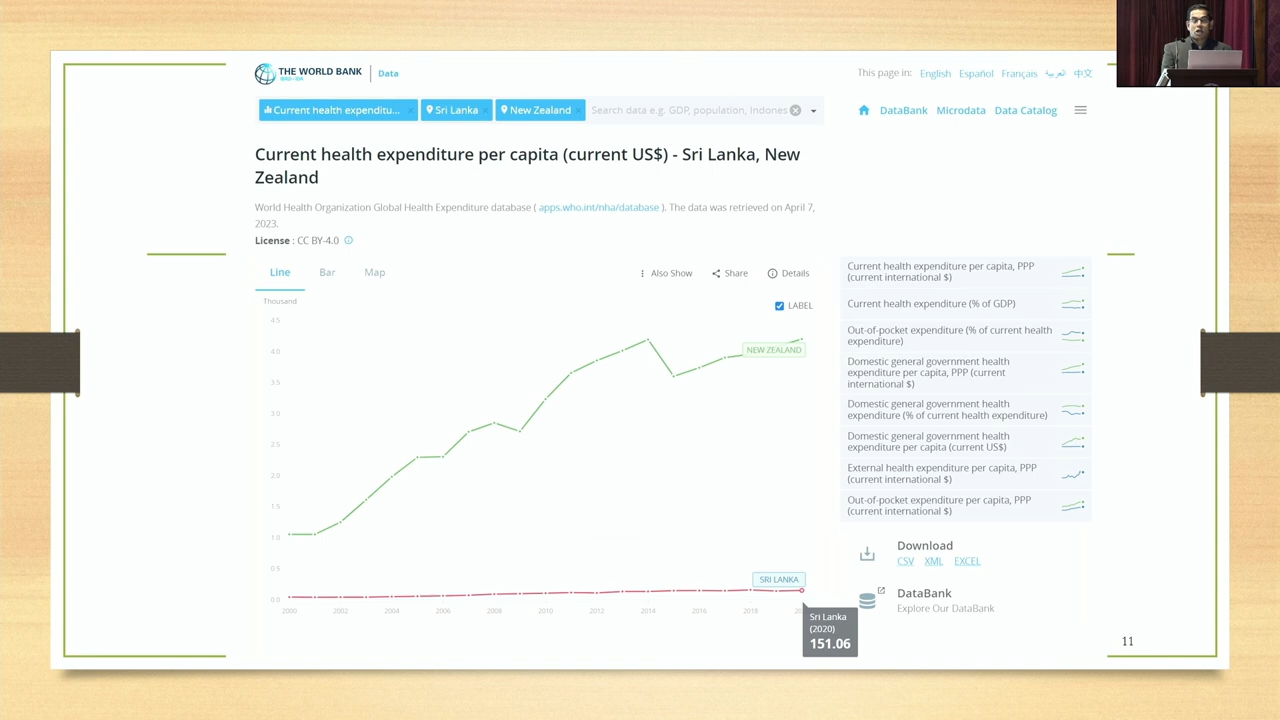 THE WORLD BANK
IBRD • IDA
Data
This page in: English Español Français العربية 中文
Current health expenditu... ×
Sri Lanka ×
New Zealand ×
Search data e.g. GDP, population, Indones
DataBank Microdata Data Catalog
Current health expenditure per capita (current US$) - Sri Lanka, New
Zealand
World Health Organization Global Health Expenditure database ( apps.who.int/nha/database ). The data was retrieved on April 7,
2023.
License : CC BY-4.0
Line Bar Map
Also Show Share Details
Thousand
LABEL
4.5
4.0
3.5
3.0
2.5
2.0
1.5
1.0
0.5
0.0
NEW ZEALAND
SRI LANKA
2000 2002 2004 2006 2008 2010 2012 2014 2016 2018
Sri Lanka
(2020)
151.06
Current health expenditure per capita, PPP
(current international $)
Current health expenditure (% of GDP)
Out-of-pocket expenditure (% of current health
expenditure)
Domestic general government health
expenditure per capita, PPP (current
international $)
Domestic general government health
expenditure (% of current health expenditure)
Domestic general government health
expenditure per capita (current US$)
External health expenditure per capita, PPP
(current international $)
Out-of-pocket expenditure per capita, PPP
(current international $)
Download
CSV XML EXCEL
DataBank
Explore Our DataBank
11